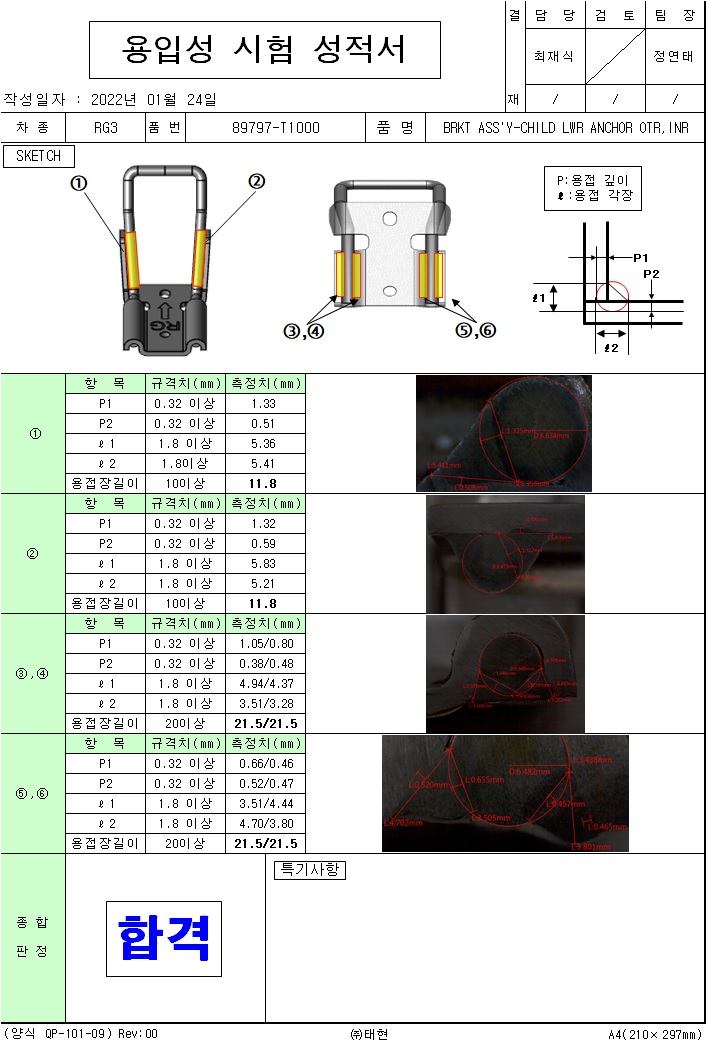 용입성 시험 성적서
결 재
담 당 검 토 팀 장
최재식 정연태
/ / /
작성일자 : 2022년 01월 24일
차 종 RG3 품 번 89797-T1000 품 명 BRKT ASS'Y-CHILD LWR ANCHOR OTR,INR
SKETCH
① ②
③,④ ⑤,⑥
RG
P:용접 깊이
ℓ:용접 각장
P1
P2
ℓ1
ℓ2
①
항 목 규격치(mm) 측정치(mm)
P1 0.32 이상 1.33
P2 0.32 이상 0.51
ℓ1 1.8 이상 5.36
ℓ2 1.8이상 5.41
용접장길이 10이상 11.8
②
항 목 규격치(mm) 측정치(mm)
P1 0.32 이상 1.32
P2 0.32 이상 0.59
ℓ1 1.8 이상 5.83
ℓ2 1.8 이상 5.21
용접장길이 10이상 11.8
③,④
항 목 규격치(mm) 측정치(mm)
P1 0.32 이상 1.05/0.80
P2 0.32 이상 0.38/0.48
ℓ1 1.8 이상 4.94/4.37
ℓ2 1.8 이상 3.51/3.28
용접장길이 20이상 21.5/21.5
⑤,⑥
항 목 규격치(mm) 측정치(mm)
P1 0.32 이상 0.66/0.46
P2 0.32 이상 0.52/0.47
ℓ1 1.8 이상 3.51/4.44
ℓ2 1.8 이상 4.70/3.80
용접장길이 20이상 21.5/21.5
L:0.520mm
L:0.655mm
D:6.482mm
L:4.702mm
L:3.505mm
L:0.457mm
L:0.465mm
L:3.801mm
종 합
판 정
합격
특기사항
(양식 QP-101-09) Rev:00
㈜태현
A4(210×297mm)